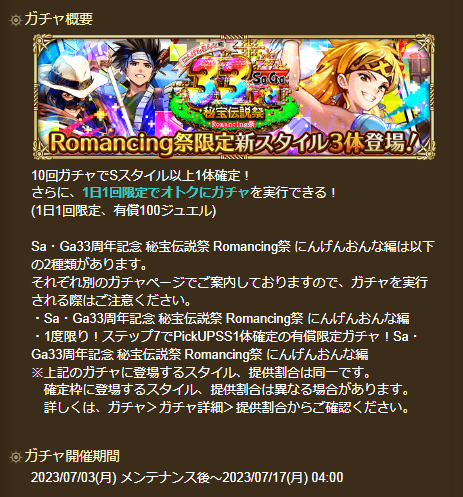 ガチャ概要
33rd
Sa・Ga
秘宝伝説祭
Romancing祭
Romancing祭限定新スタイル3体登場!
10回ガチャでSスタイル以上1体確定！
さらに、1日1回限定でオトクにガチャを実行できる！
(1日1回限定、有償100ジュエル)
Sa・Ga33周年記念 秘宝伝説祭 Romancing祭 にんげんおんな編は以下
の2種類があります。
それぞれ別のガチャページでご案内しておりますので、ガチャを実行
される際はご注意ください。
・Sa・Ga33周年記念 秘宝伝説祭 Romancing祭 にんげんおんな編
・1度限り！ステップ7でPickUPSS1体確定の有償限定ガチャ！Sa・
Ga33周年記念 秘宝伝説祭 Romancing祭 にんげんおんな編
※上記のガチャに登場するスタイル、提供割合は同一です。
確定枠に登場するスタイル、提供割合は異なる場合があります。
詳しくは、ガチャ＞ガチャ詳細＞提供割合からご確認ください。
ガチャ開催期間
2023/07/03(月) メンテナンス後～2023/07/17(月) 04:00